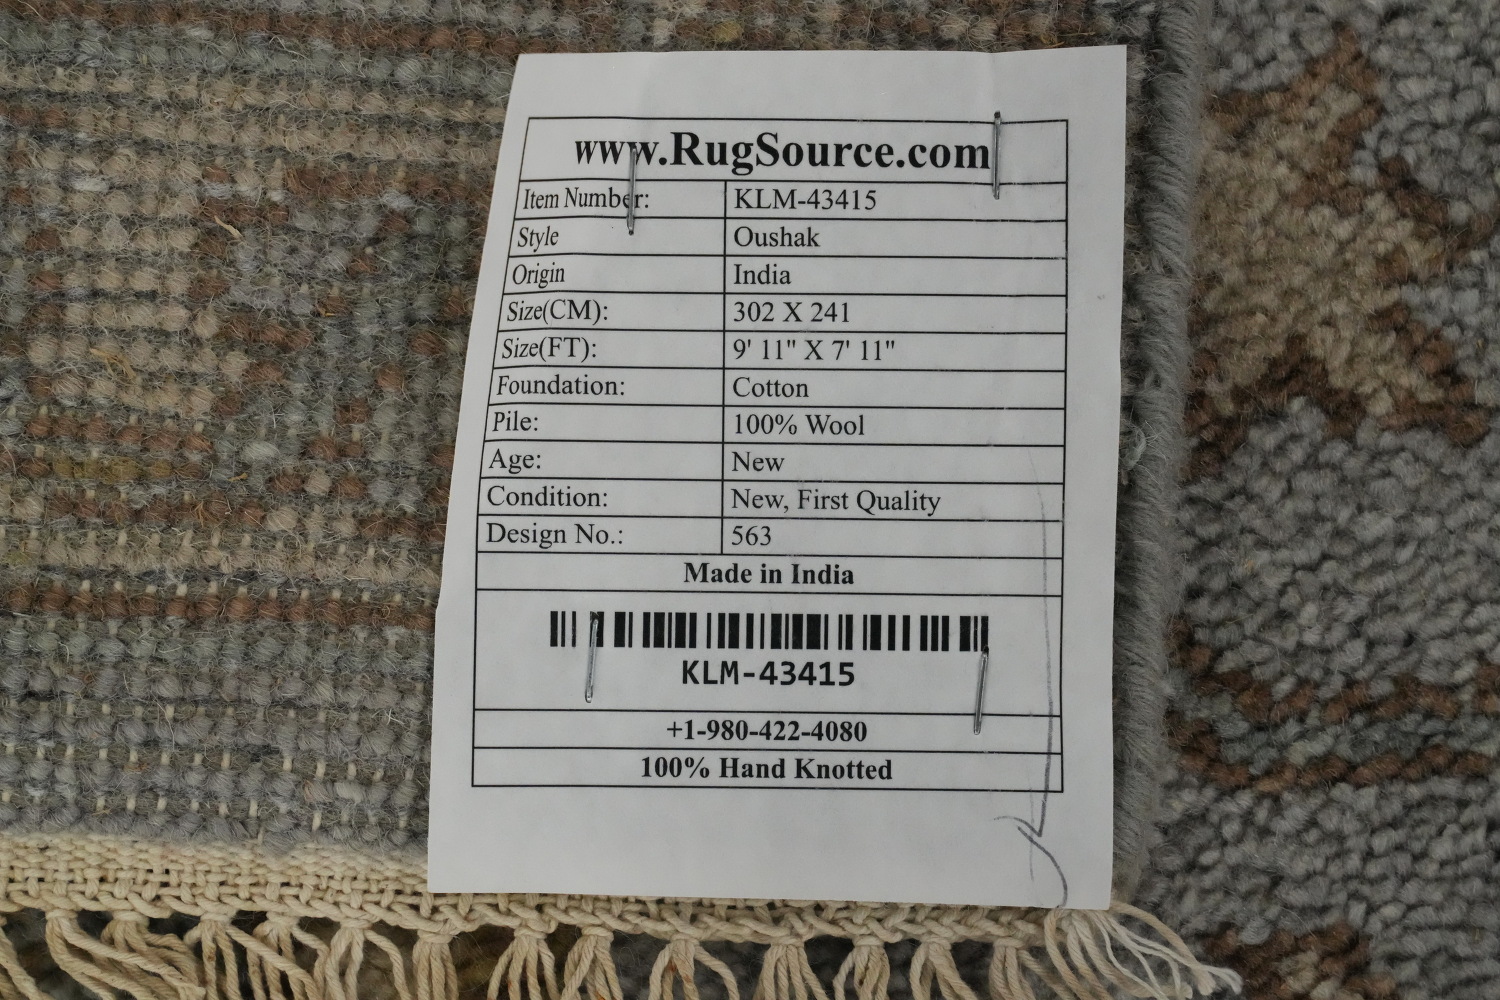 www.RugSource.com
Item Number: KLM-43415
Style Oushak
Origin India
Size(CM): 302 X 241
Size(FT): 9' 11" X 7' 11"
Foundation: Cotton
Pile: 100% Wool
Age: New
Condition: New, First Quality
Design No.: 563
Made in India
KLM-43415
+1-980-422-4080
100% Hand Knotted